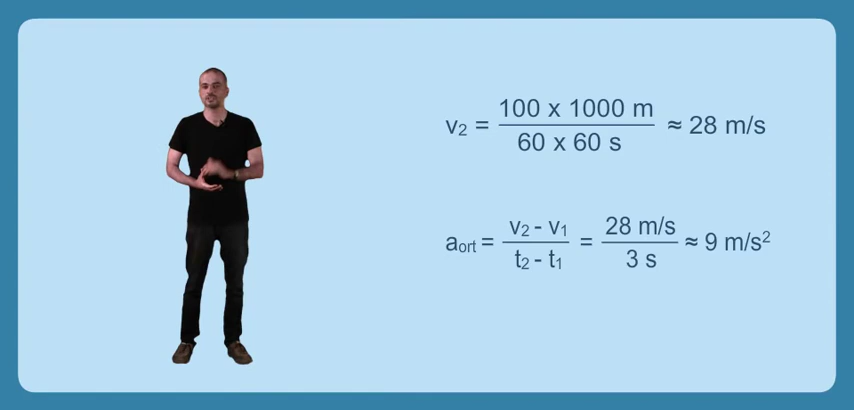 v₂ = (100 x 1000 m)/(60 x 60 s) ≈ 28 m/s
aₒᵣₜ = (v₂ - v₁)/(t₂ - t₁) = (28 m/s)/(3 s) ≈ 9 m/s²